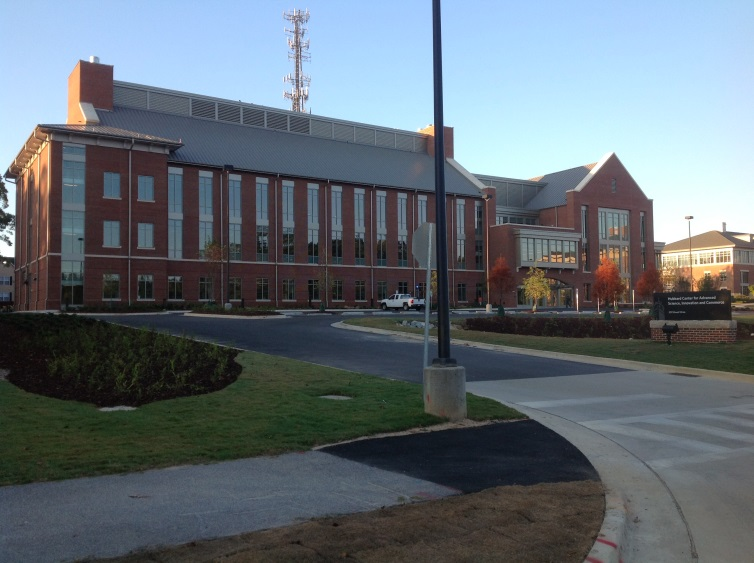 Hubbard Center for Advanced
Science, Innovation and Commerce